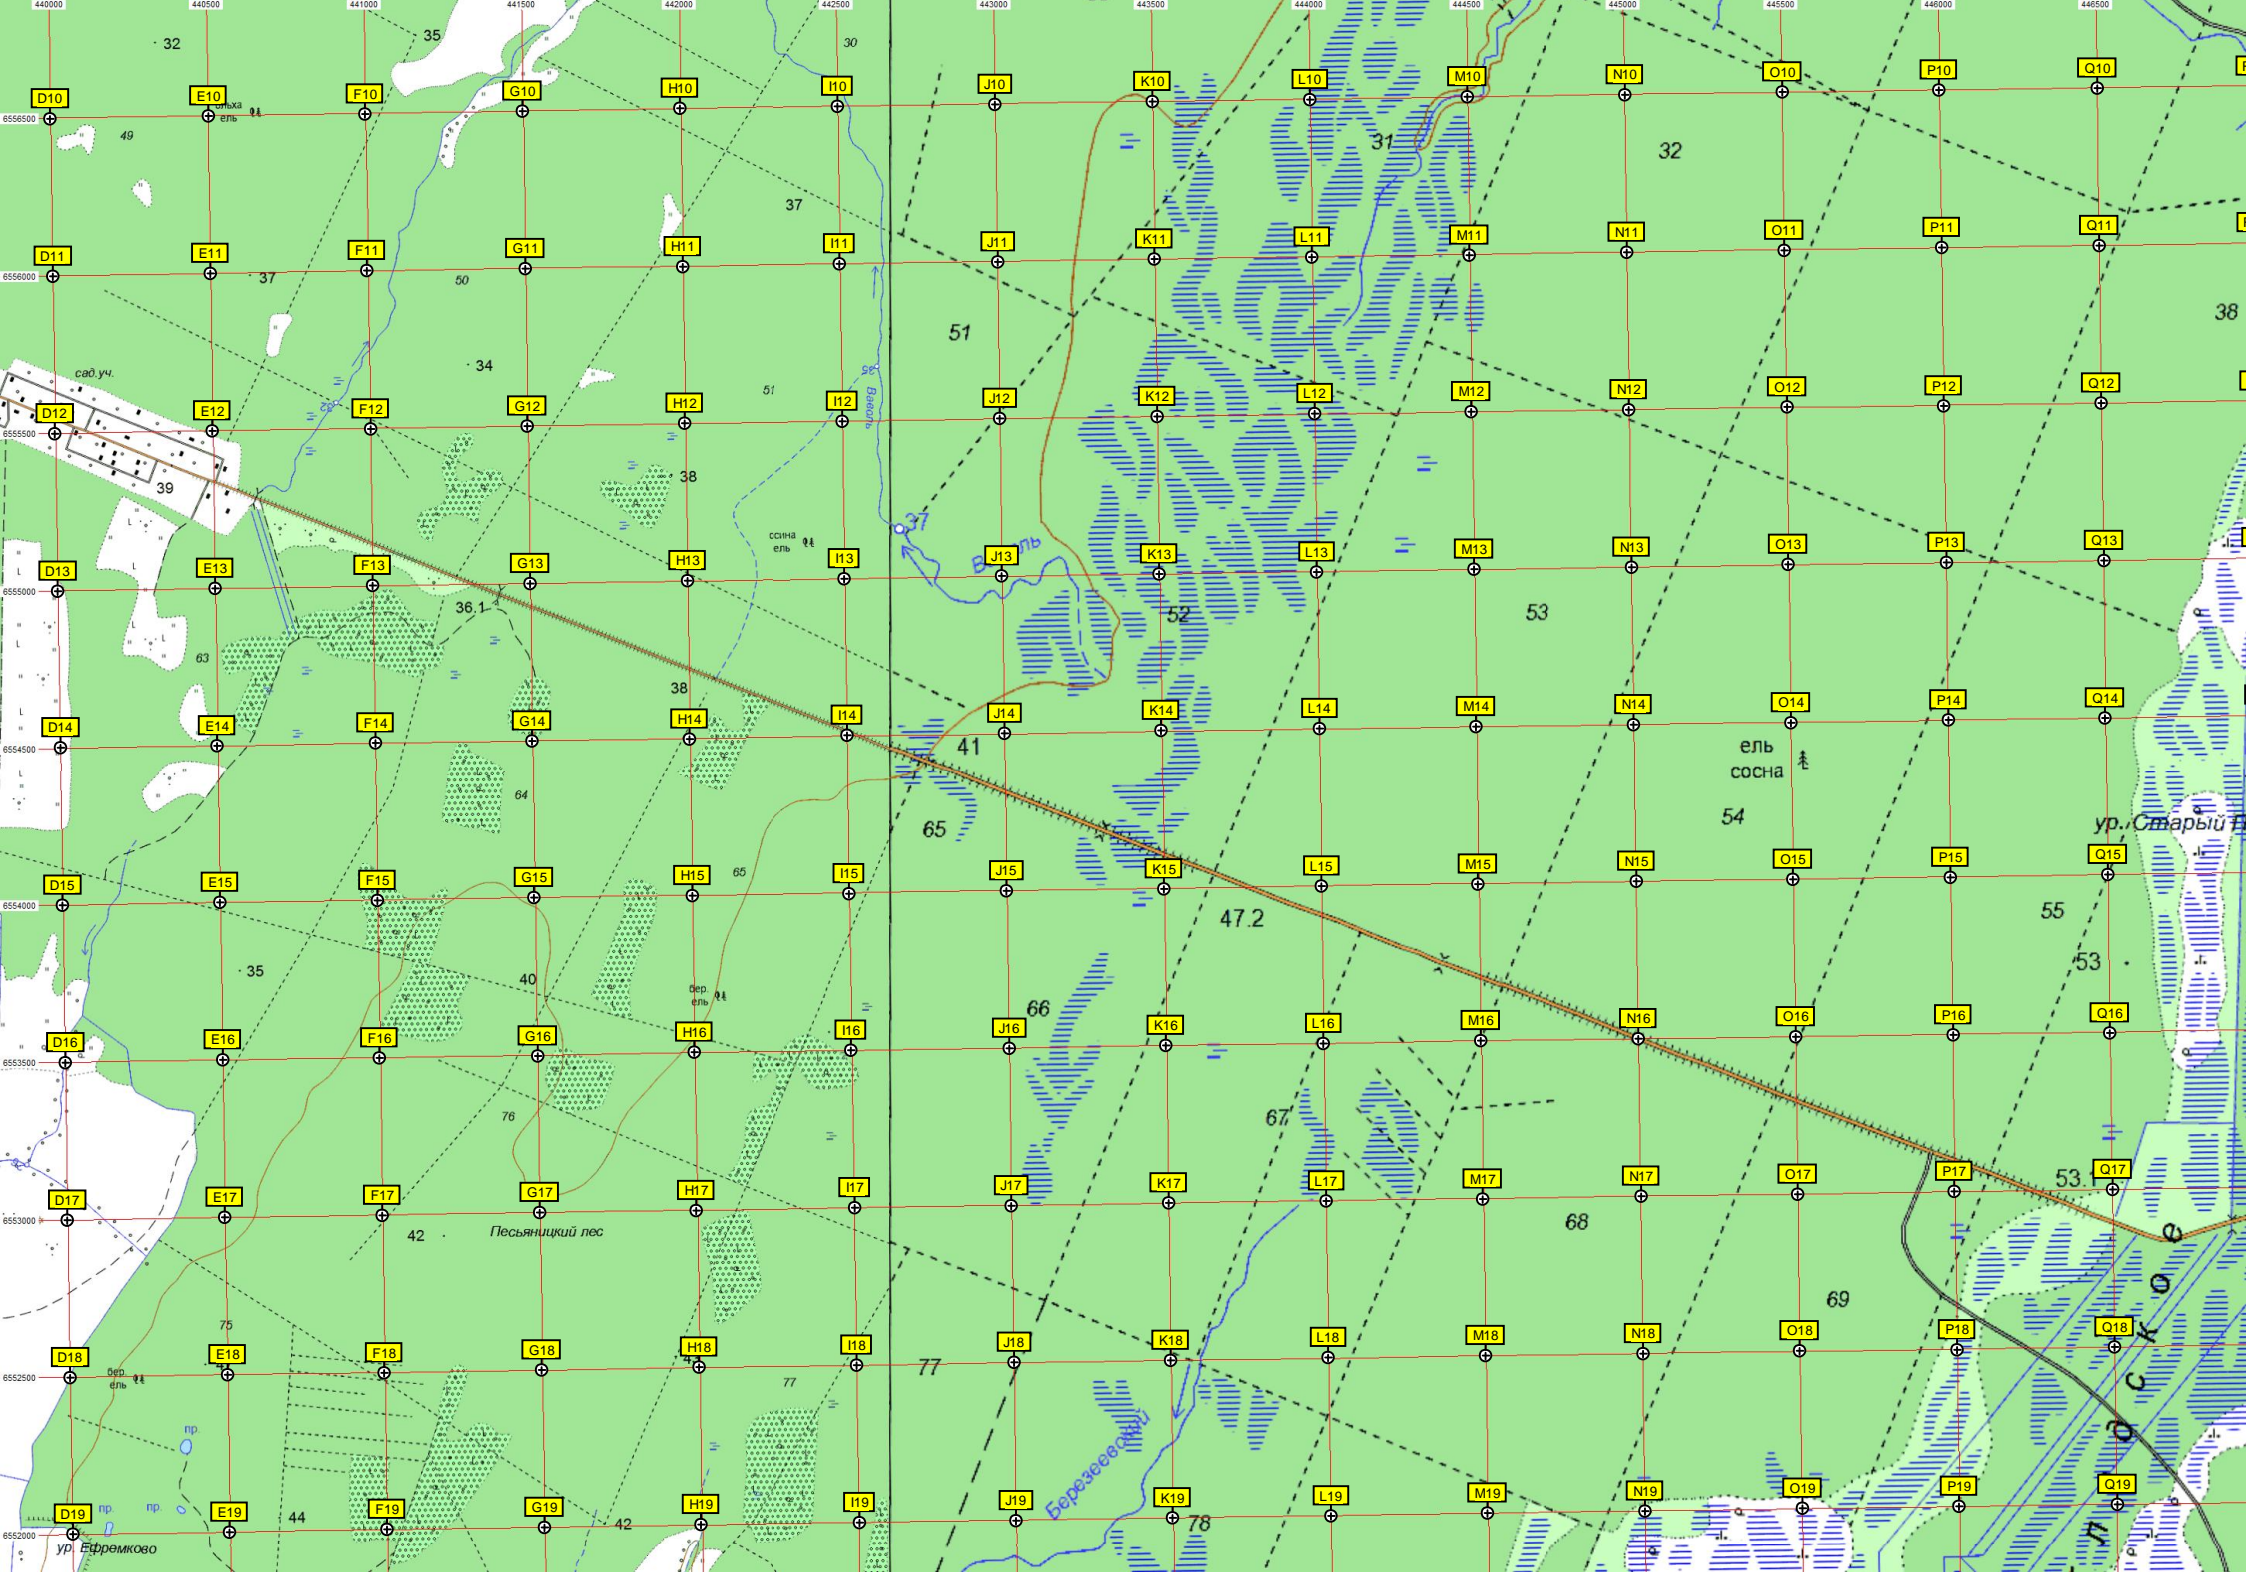 440000 440500 441000 441500 442000 442500 443000 443500 444000 444500 445000 445500 446000 446500
32 35 30
D10 E10 F10 G10 H10 I10 J10 K10 L10 M10 N10 O10 P10 Q10
6556500
ель
49 31 32
37
D11 E11 F11 G11 H11 I11 J11 K11 L11 M11 N11 O11 P11 Q11
6556000
37 50
51 38
34
сад.уч.
35
51
Ваволь
D12 E12 F12 G12 H12 I12 J12 K12 L12 M12 N12 O12 P12 Q12
6555500
39 38
37
ель
D13 E13 F13 G13 H13 I13 J13 K13 L13 M13 N13 O13 P13 Q13
6555000
36.1 52 53
63
38
D14 E14 F14 G14 H14 I14 J14 K14 L14 M14 N14 O14 P14 Q14
6554500
41
ель
сосна
64 65 54
ур. Старый
65
D15 E15 F15 G15 H15 I15 J15 K15 L15 M15 N15 O15 P15 Q15
6554000
47.2 55
35 40 53
бер.
ель
66
D16 E16 F16 G16 H16 I16 J16 K16 L16 M16 N16 O16 P16 Q16
6553500
76 67
53.1
D17 E17 F17 G17 H17 I17 J17 K17 L17 M17 N17 O17 P17 Q17
6553000
42 Песьяницкий лес 68
69
75
D18 E18 F18 G18 H18 I18 J18 K18 L18 M18 N18 O18 P18 Q18
6552500
бер.
ель
77 77
пр.
Березеевский
пр. пр.
D19 E19 F19 G19 H19 I19 J19 K19 L19 M19 N19 O19 P19 Q19
6552000
44 42 78
ур. Ефремково